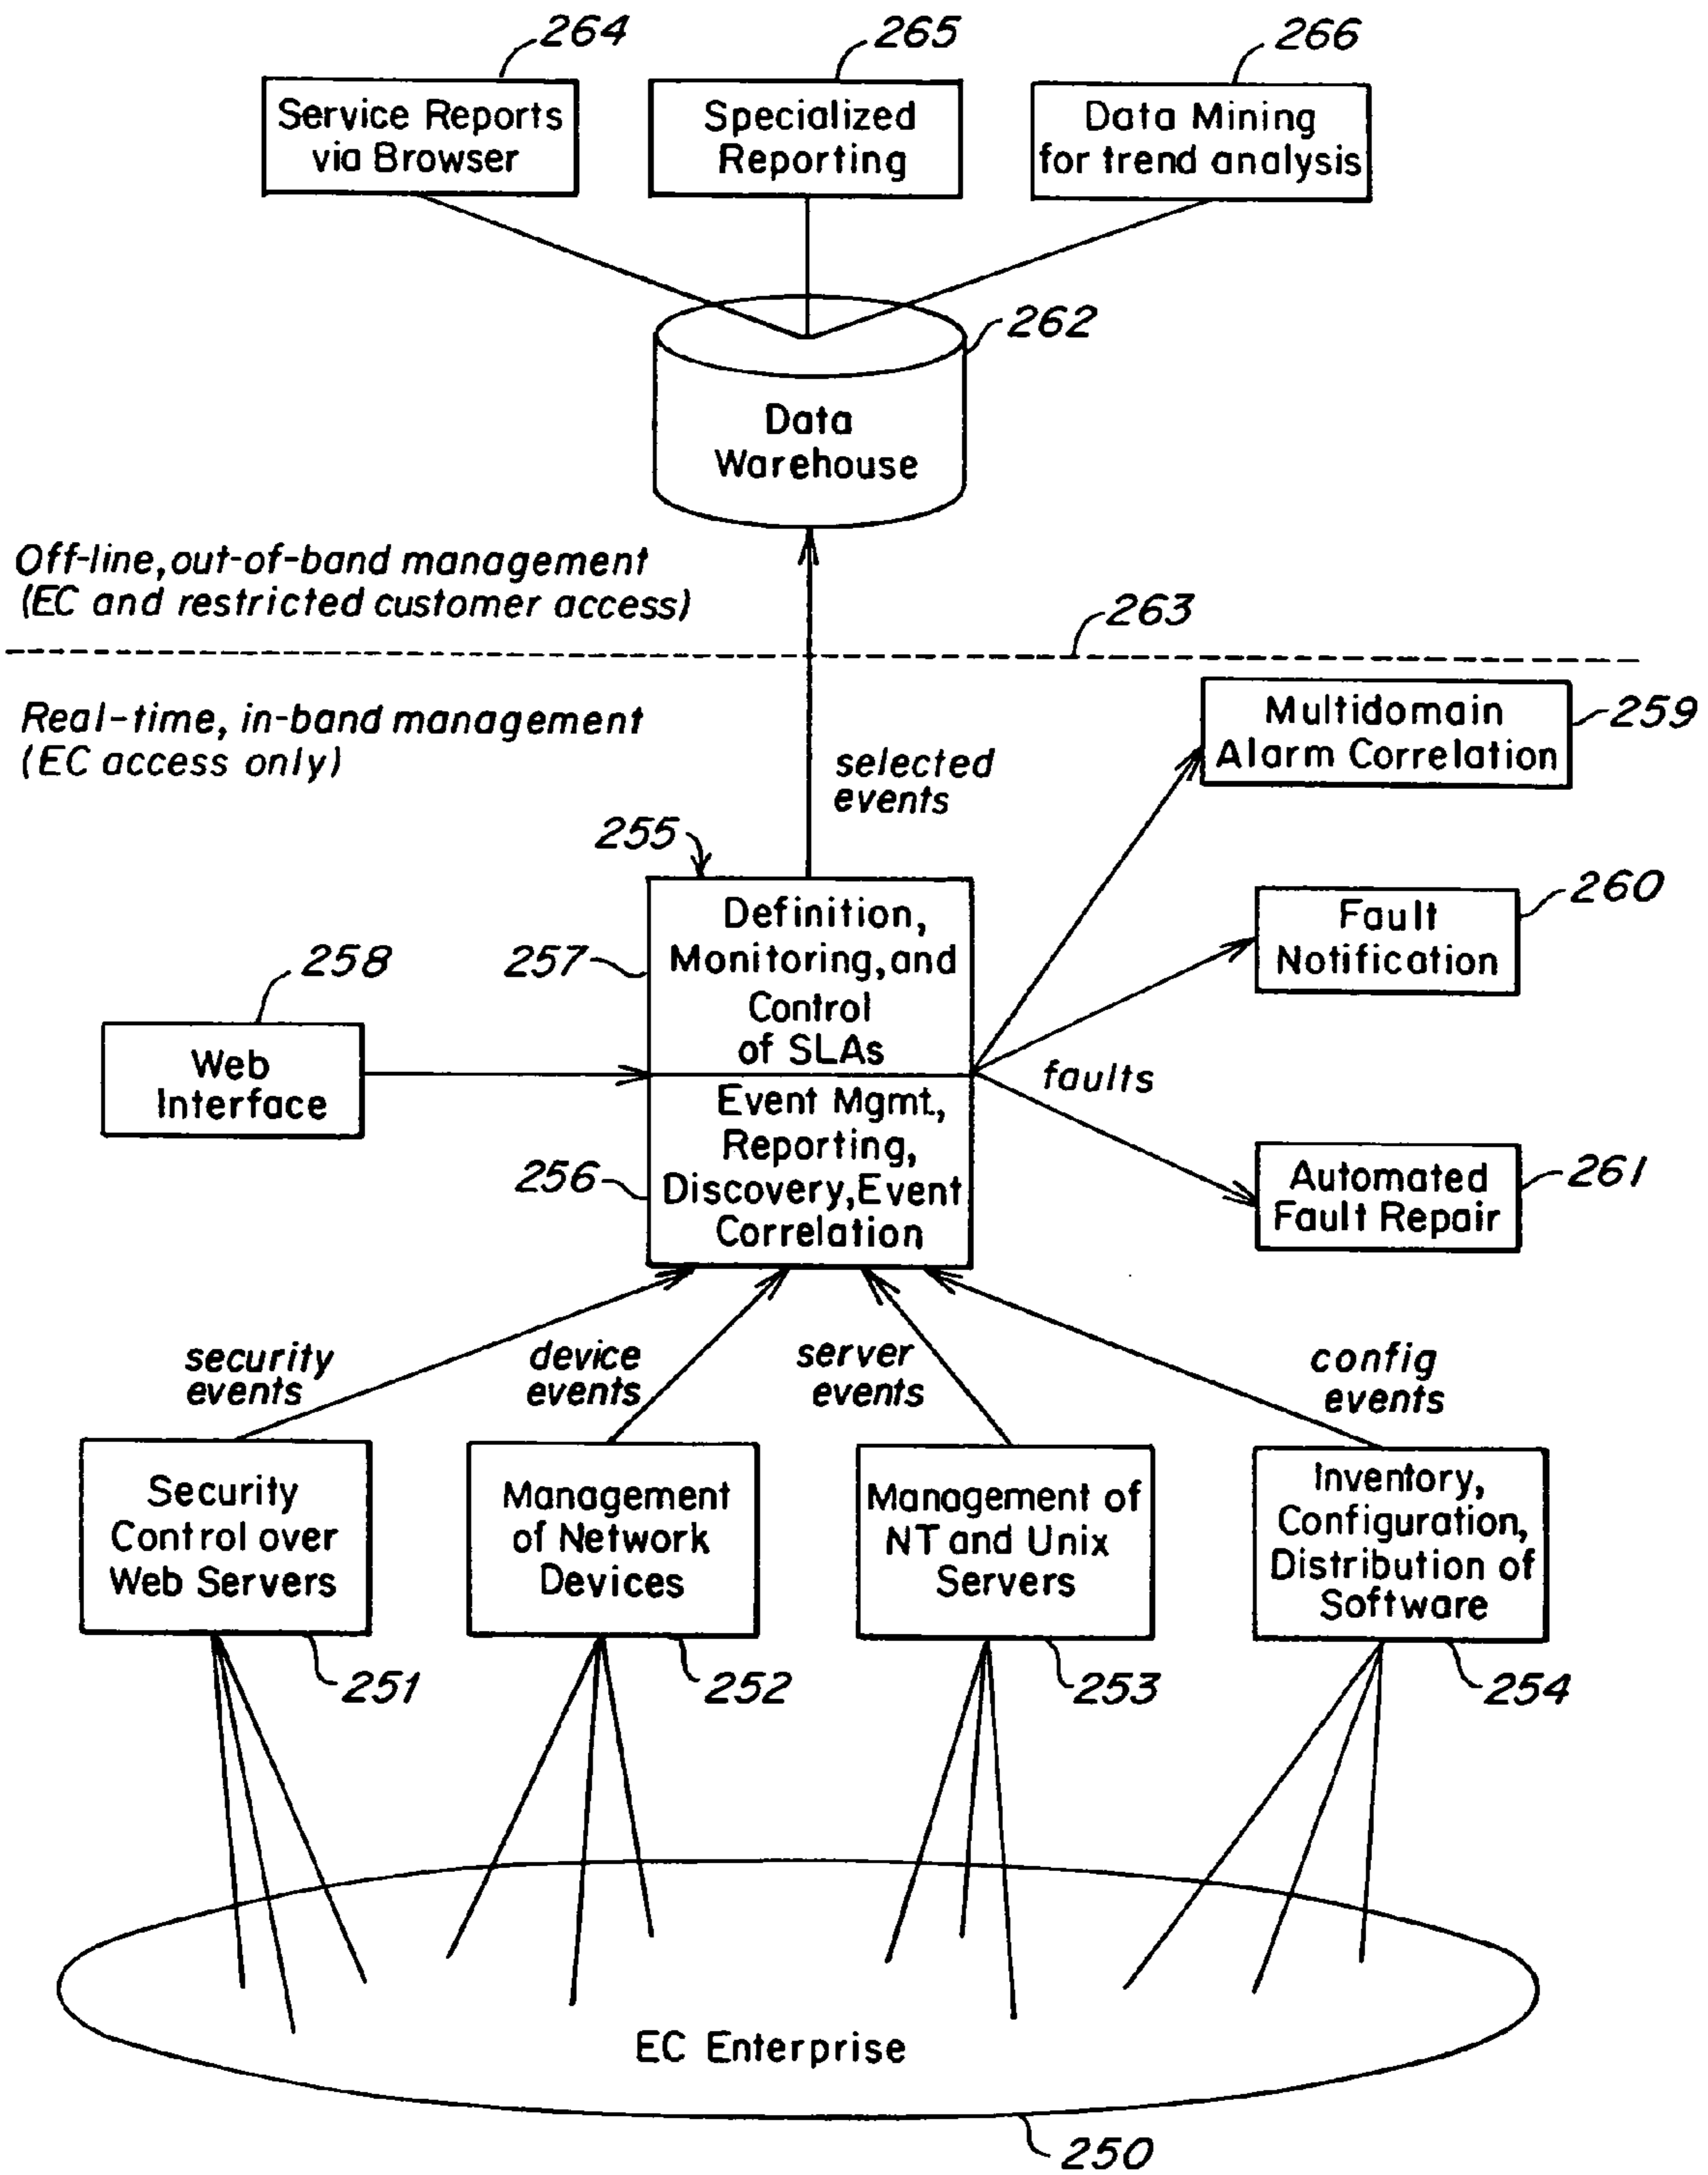 264
265
266
Service Reports
via Browser
Specialized
Reporting
Data Mining
for trend analysis
262
Data
Warehouse
Off-line, out-of-band management
(EC and restricted customer access)
263
Real-time, in-band management
(EC access only)
Multidomain
Alarm Correlation
259
selected
events
255
Definition,
Monitoring, and
Control
of SLAs
257
Fault
Notification
260
258
Web
Interface
faults
Event Mgmt.,
Reporting,
Discovery, Event
Correlation
256
Automated
Fault Repair
261
security
events
device
events
server
events
config
events
Security
Control over
Web Servers
Management
of Network
Devices
Management of
NT and Unix
Servers
Inventory,
Configuration,
Distribution of
Software
251
252
253
254
EC Enterprise
250